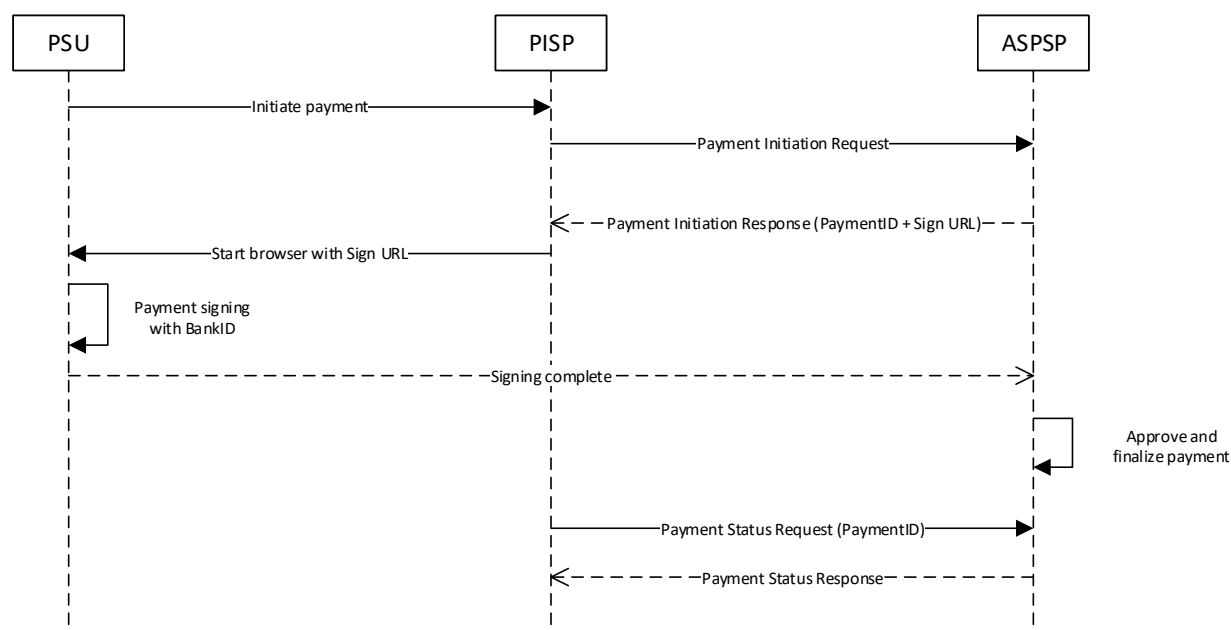 PSU
PISP
ASPSP
Initiate payment
Payment Initiation Request
Payment Initiation Response (PaymentID + Sign URL)
Start browser with Sign URL
Payment signing
with BankID
Signing complete
Approve and
finalize payment
Payment Status Request (PaymentID)
Payment Status Response